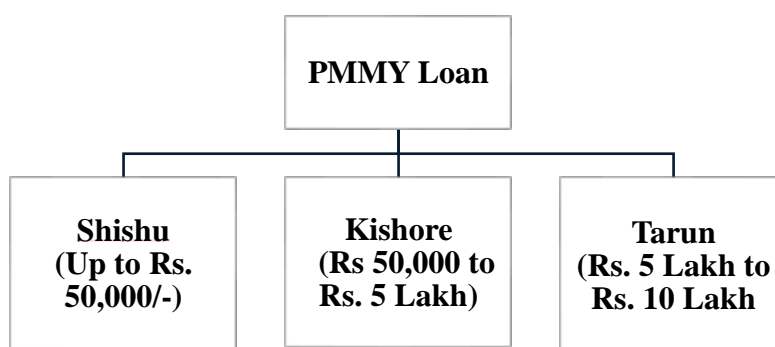 PMMY Loan
Shishu
(Up to Rs.
50,000/-)
Kishore
(Rs 50,000 to
Rs. 5 Lakh)
Tarun
(Rs. 5 Lakh to
Rs. 10 Lakh